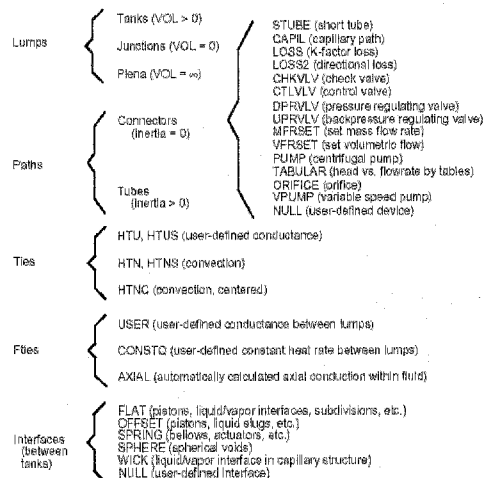 Lumps
Tanks (VOL > 0)
Junctions (VOL = 0)
Plena (VOL = ∞)
Paths
Connectors
(inertia = 0)
Tubes
(inertia > 0)
STUBE (short tube)
CAPIL (capillary path)
LOSS (K-factor loss)
LOSS2 (directional loss)
CHKVLV (check valve)
CTLVLV (control valve)
DPRVLV (pressure regulating valve)
UPRVLV (backpressure regulating valve)
MFRSET (set mass flow rate)
VFRSET (set volumetric flow)
PUMP (centrifugal pump)
TABULAR (head vs. flowrate by tables)
ORIFICE (orifice)
VPUMP (variable speed pump)
NULL (user-defined device)
Ties
HTU, HTUS (user-defined conductance)
HTN, HTNS (convection)
HTNC (convection, centered)
Fties
USER (user-defined conductance between lumps)
CONSTQ (user-defined constant heat rate between lumps)
AXIAL (automatically calculated axial conduction within fluid)
Interfaces
(between
tanks)
FLAT (pistons, liquid/vapor interfaces, subdivisions, etc.)
OFFSET (pistons, liquid slugs, etc.)
SPRING (bellows, actuators, etc.)
SPHERE (spherical voids)
WICK (liquid/vapor interface in capillary structure)
NULL (user-defined interface)